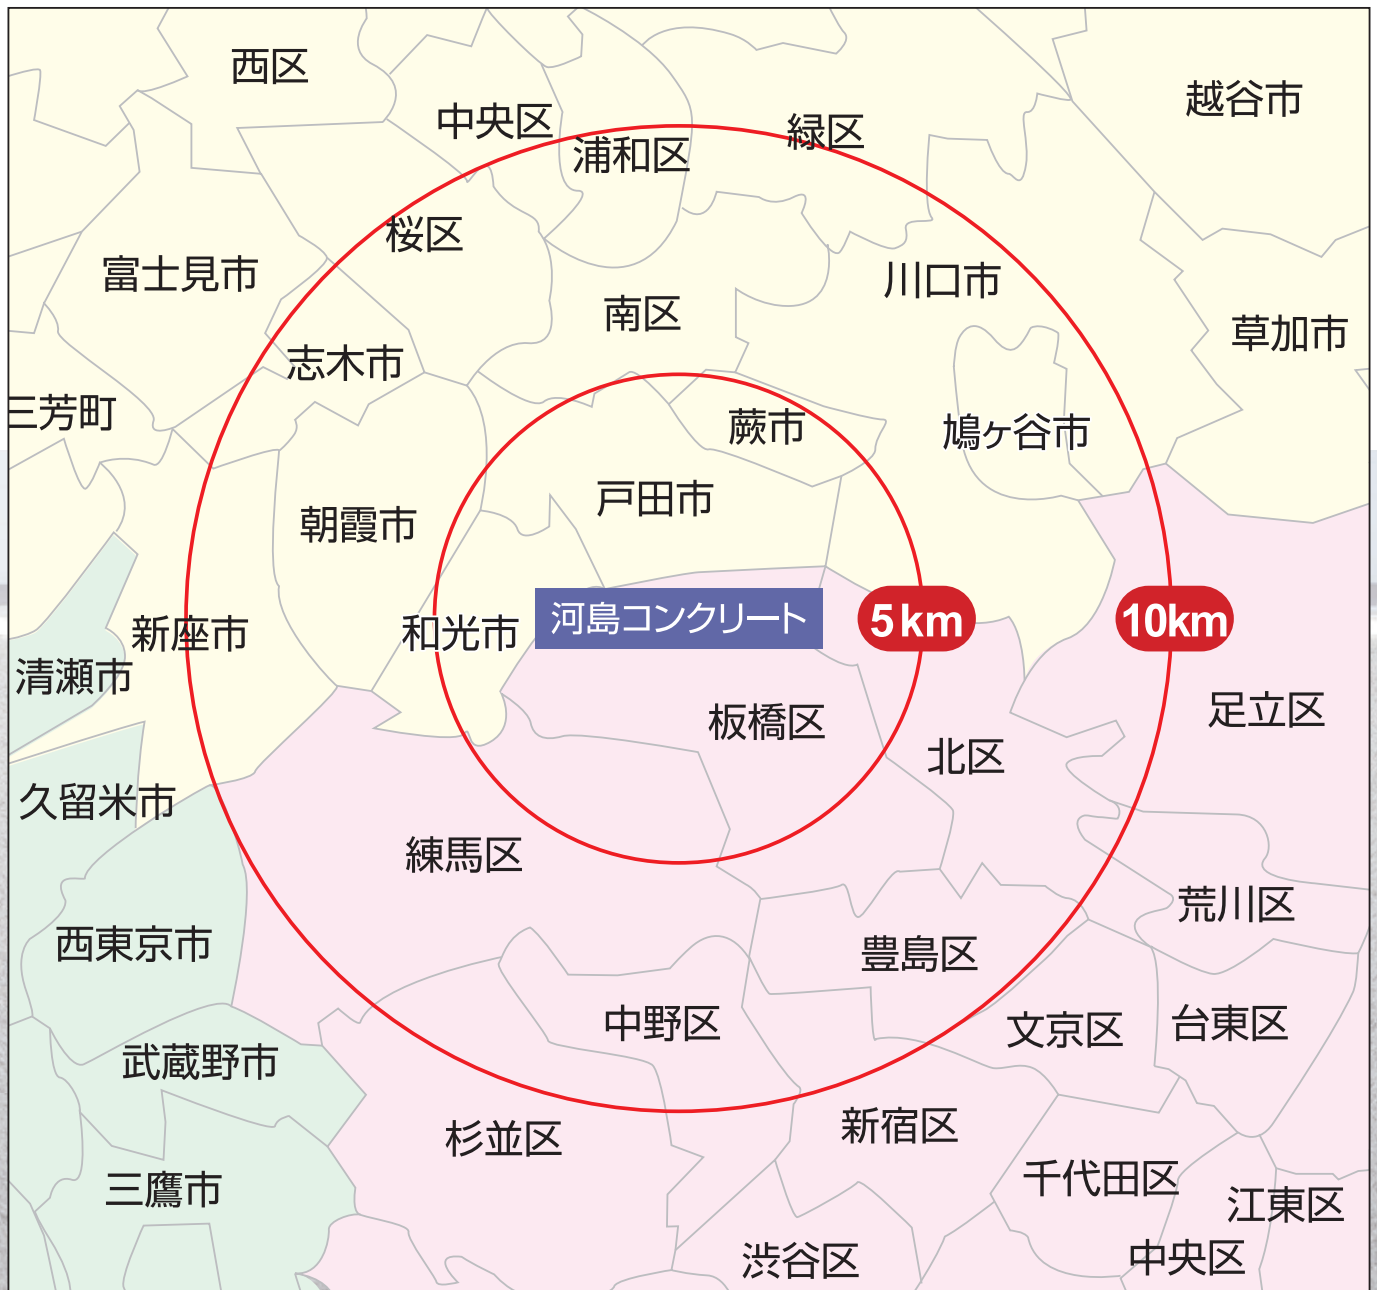 西区
越谷市
中央区
緑区
浦和区
桜区
富士見市
川口市
南区
草加市
志木市
三芳町
蕨市
鳩ヶ谷市
戸田市
朝霞市
和光市
河島コンクリート
5km
10km
新座市
清瀬市
足立区
板橋区
北区
久留米市
練馬区
荒川区
西東京市
豊島区
中野区
文京区
台東区
武蔵野市
杉並区
新宿区
千代田区
三鷹市
江東区
渋谷区
中央区